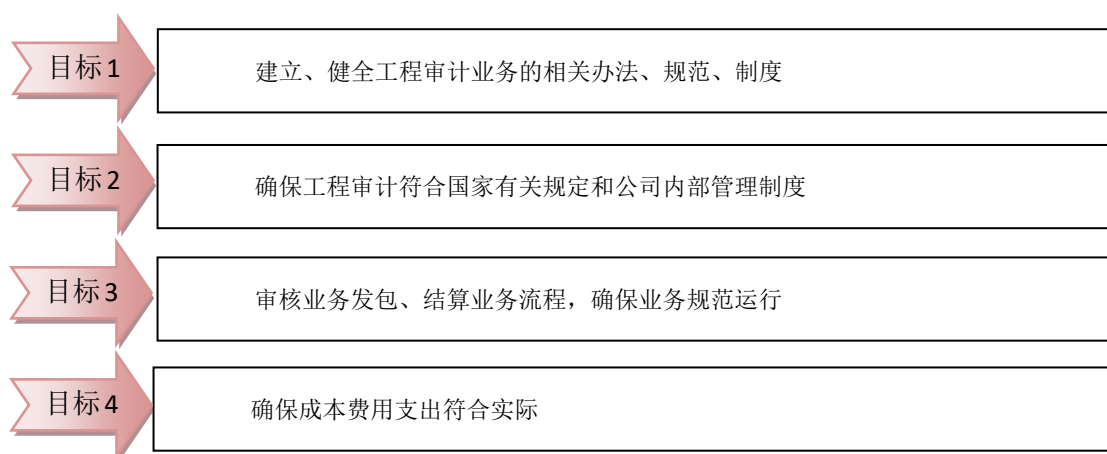 目标1
建立、健全工程审计业务的相关办法、规范、制度
目标2
确保工程审计符合国家有关规定和公司内部管理制度
目标3
审核业务发包、结算业务流程，确保业务规范运行
目标4
确保成本费用支出符合实际